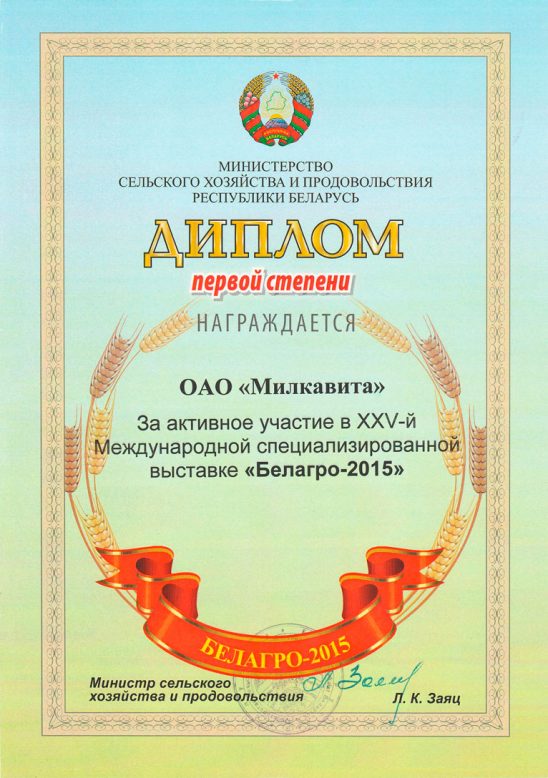 МИНИСТЕРСТВО
СЕЛЬСКОГО ХОЗЯЙСТВА И ПРОДОВОЛЬСТВИЯ
РЕСПУБЛИКИ БЕЛАРУСЬ
ДИПЛОМ
первой степени
НАГРАЖДАЕТСЯ
ОАО «Милкавита»
За активное участие в XXV-й
Международной специализированной
выставке «Белагро-2015»
БЕЛАГРО-2015
Министр сельского
хозяйства и продовольствия
Л. К. Заяц